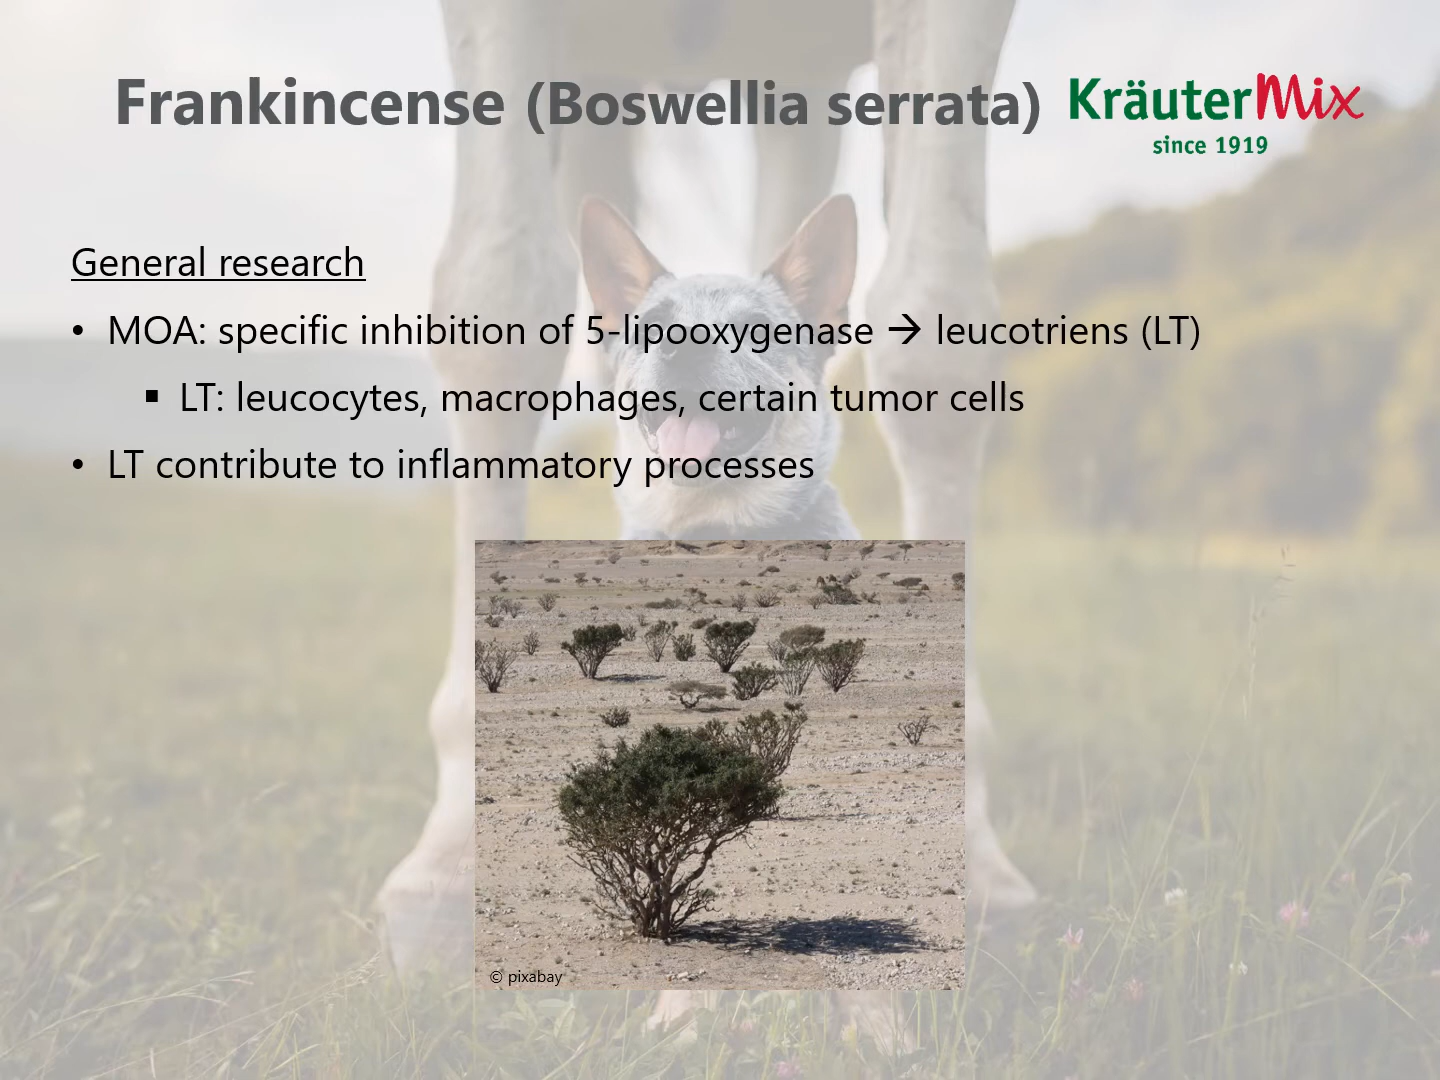 Frankincense (Boswellia serrata)
KräuterMix
since 1919
General research
• MOA: specific inhibition of 5-lipooxygenase → leucotriens (LT)
▪ LT: leucocytes, macrophages, certain tumor cells
• LT contribute to inflammatory processes
© pixabay